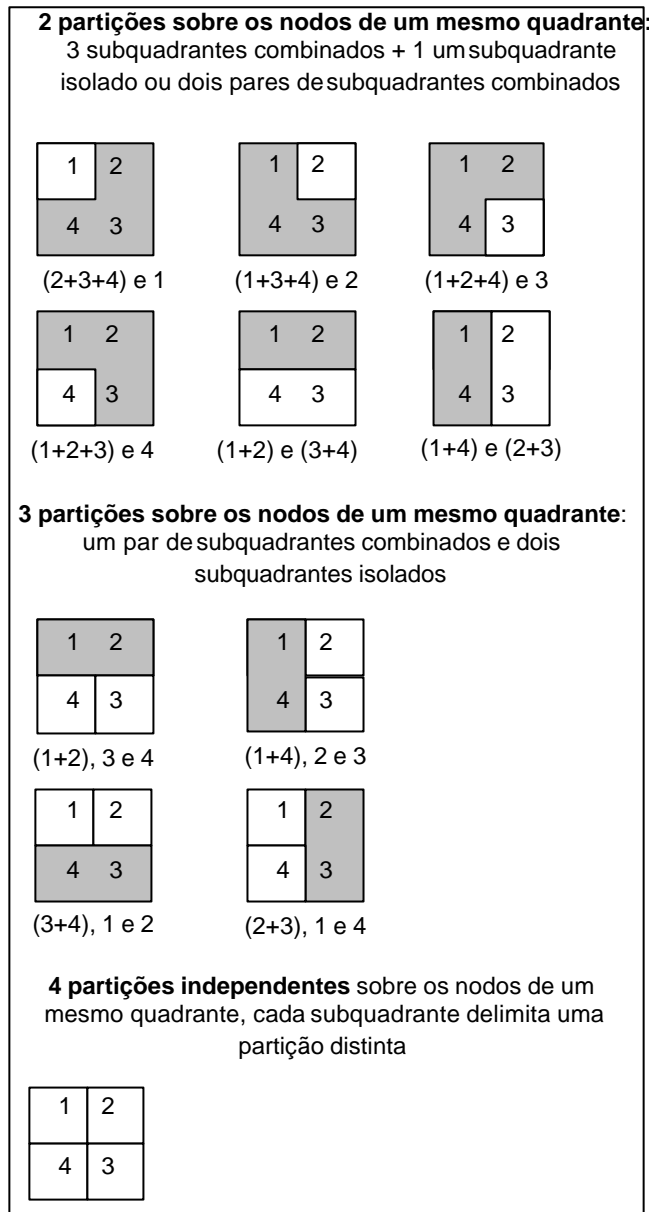 2 partições sobre os nodos de um mesmo quadrante:
3 subquadrantes combinados + 1 um subquadrante
isolado ou dois pares de subquadrantes combinados
1 2
4 3
(2+3+4) e 1
1 2
4 3
(1+3+4) e 2
1 2
4 3
(1+2+4) e 3
1 2
4 3
(1+2+3) e 4
1 2
4 3
(1+2) e (3+4)
1 2
4 3
(1+4) e (2+3)
3 partições sobre os nodos de um mesmo quadrante:
um par de subquadrantes combinados e dois
subquadrantes isolados
1 2
4 3
(1+2), 3 e 4
1 2
4 3
(1+4), 2 e 3
1 2
4 3
(3+4), 1 e 2
1 2
4 3
(2+3), 1 e 4
4 partições independentes sobre os nodos de um
mesmo quadrante, cada subquadrante delimita uma
partição distinta
1 2
4 3